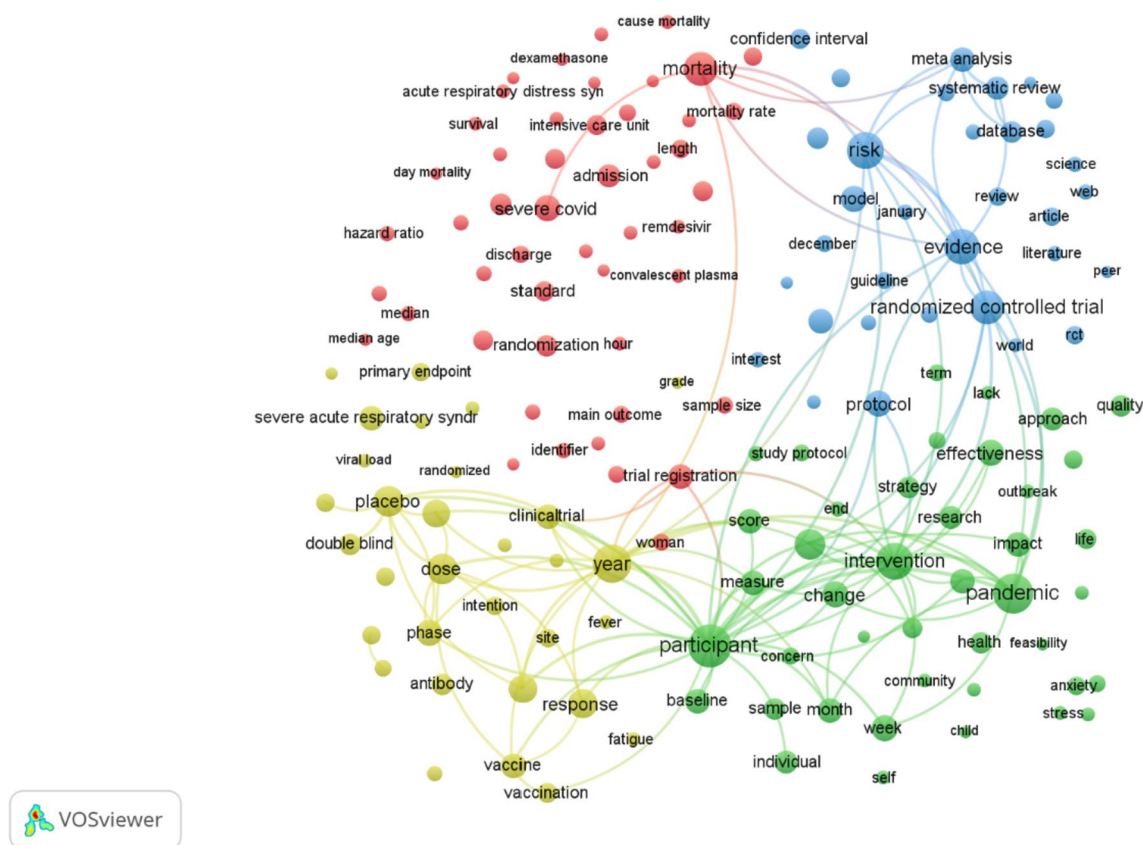 cause mortality
confidence interval
dexamethasone
meta analysis
mortality
acute respiratory distress syn
systematic review
mortality rate
survival
intensive care unit
database
length
risk
science
day mortality
admission
web
model
review
severe covid
january
article
hazard ratio
remdesivir
december
evidence
discharge
literature
convalescent plasma
guideline
peer
standard
median
randomized controlled trial
median age
randomization
hour
world
rct
interest
primary endpoint
term
grade
lack
severe acute respiratory syndr
main outcome
sample size
protocol
approach
quality
identifier
study protocol
effectiveness
viral load
randomized
trial registration
strategy
outbreak
placebo
clinicaltrial
score
end
research
double blind
woman
impact
life
dose
year
intervention
measure
change
pandemic
intention
phase
site
fever
participant
concern
health
feasibility
antibody
baseline
sample
month
community
anxiety
response
week
stress
fatigue
child
vaccine
individual
self
vaccination
VOSviewer